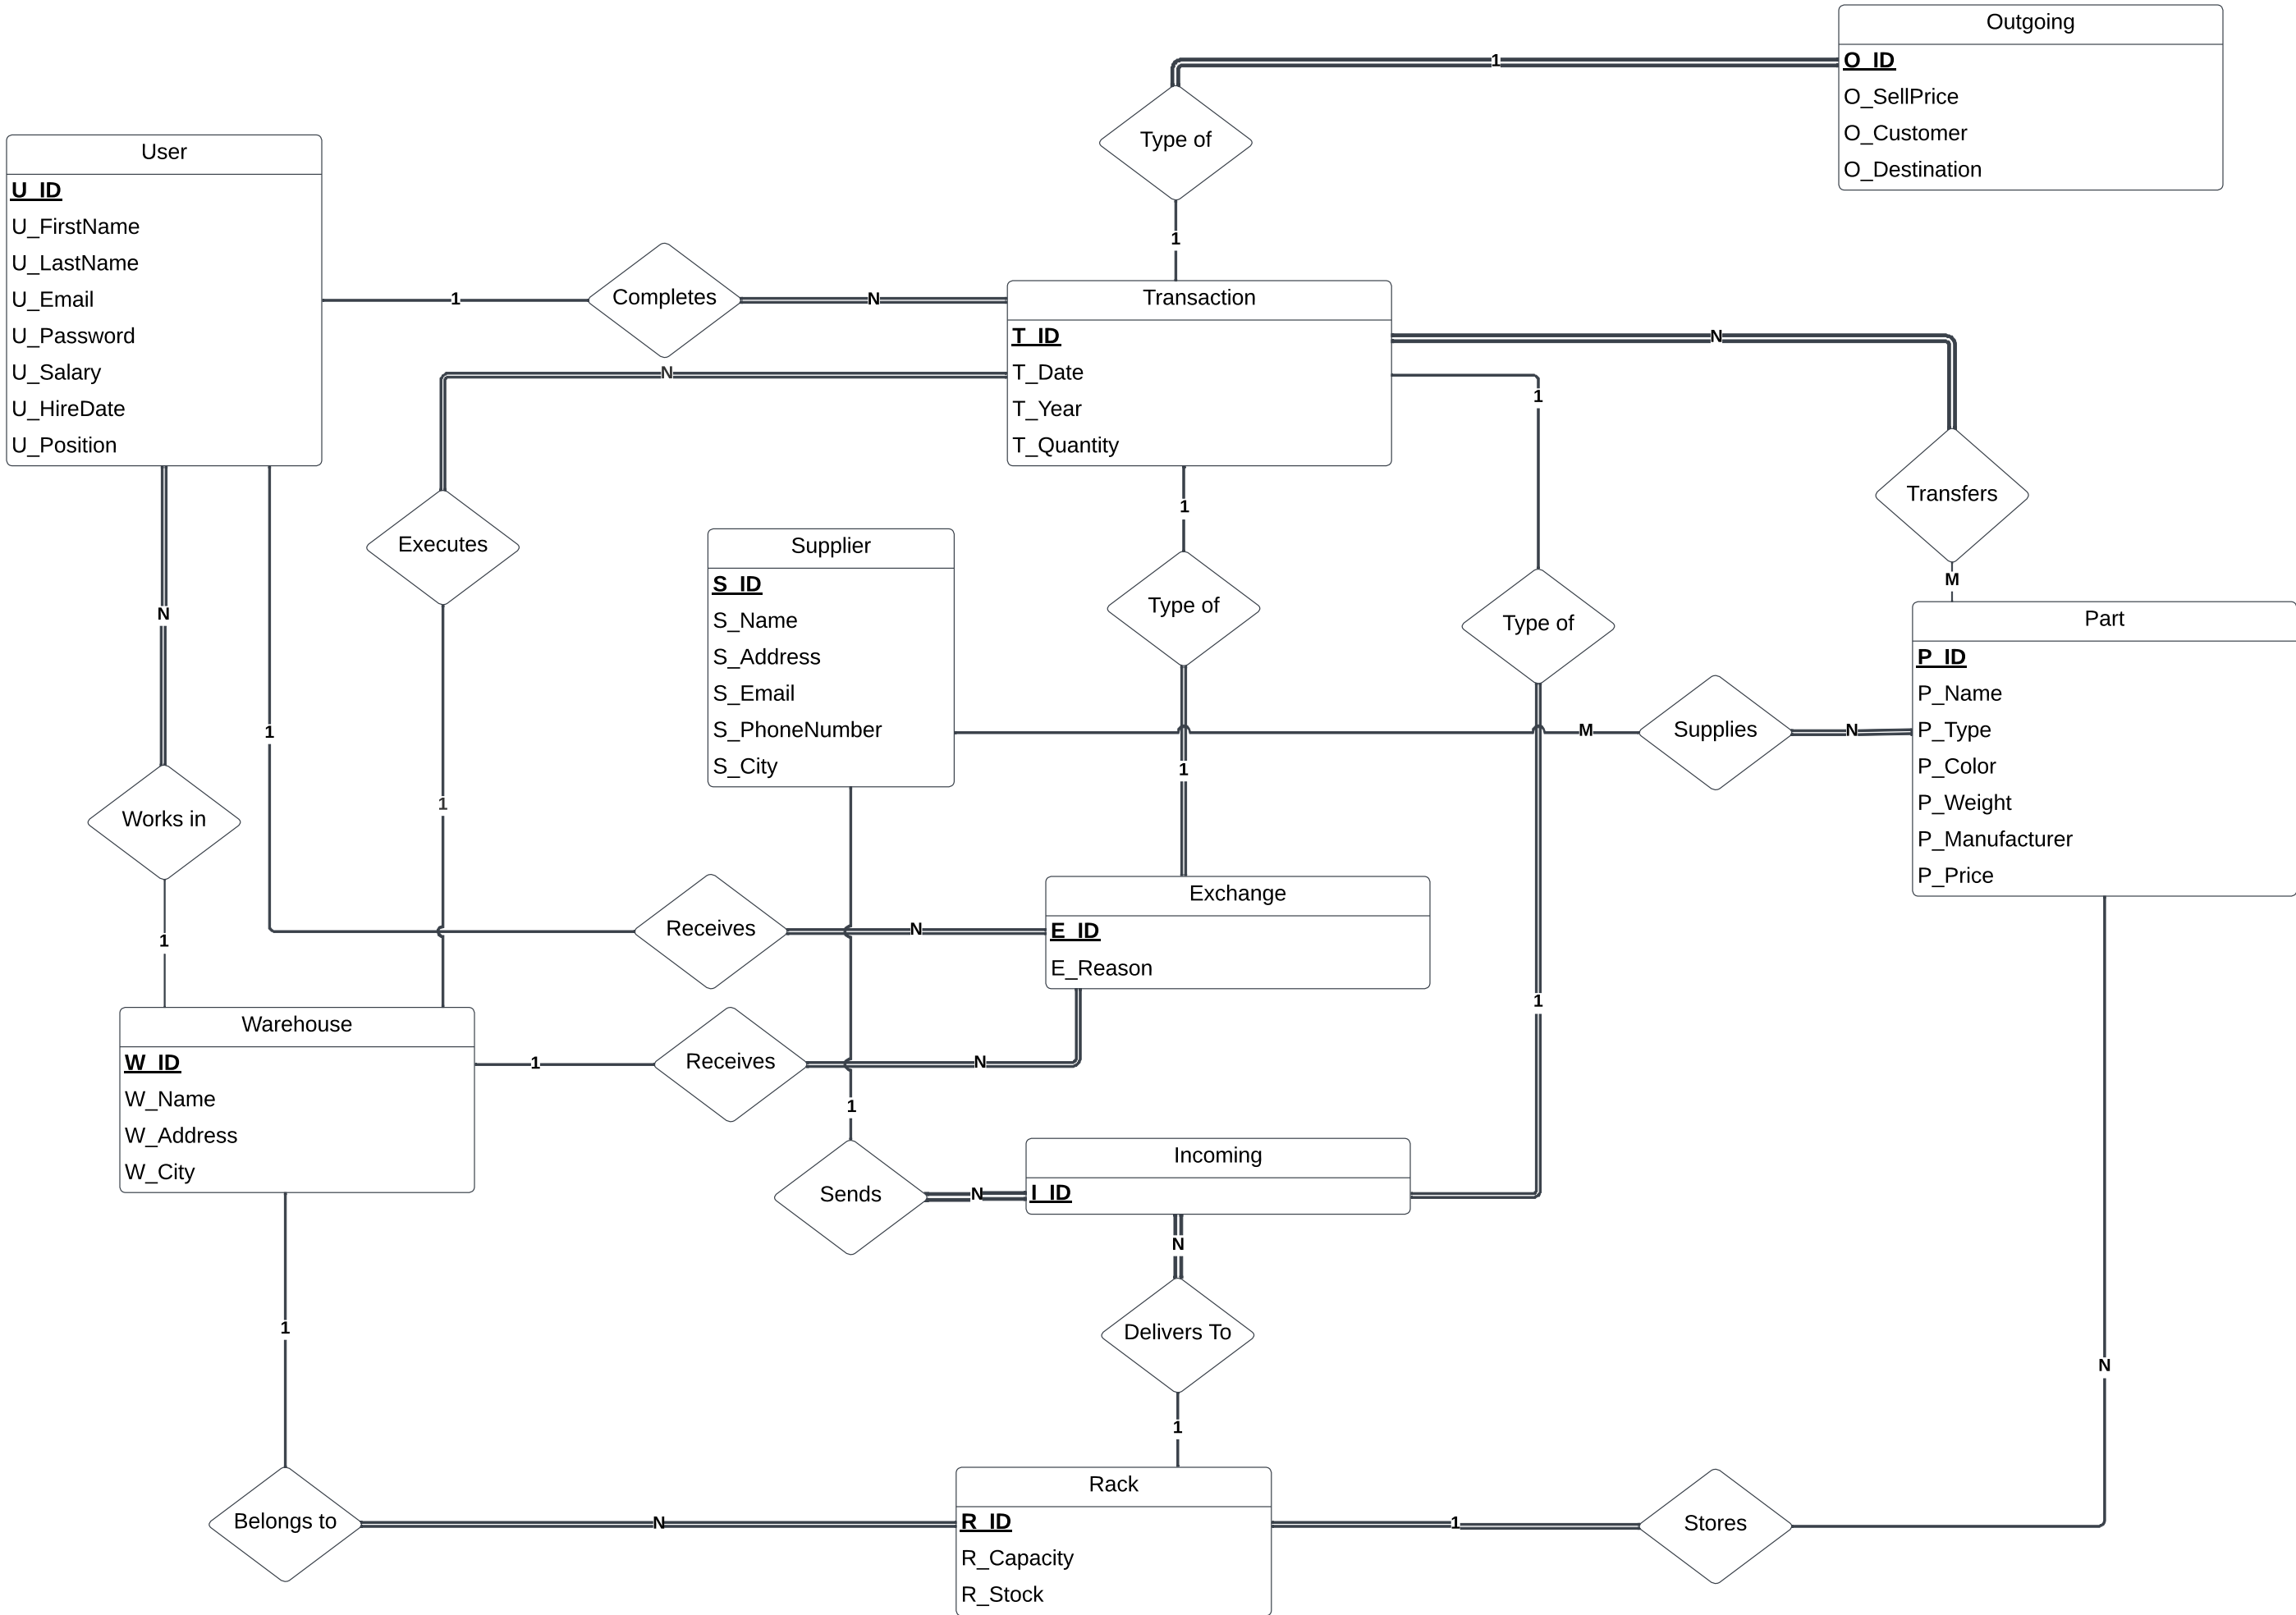 Outgoing
O_ID
O_SellPrice
O_Customer
O_Destination
1
Type of
1
User
U_ID
U_FirstName
U_LastName
U_Email
U_Password
U_Salary
U_HireDate
U_Position
1
Completes
N
Transaction
T_ID
T_Date
T_Year
T_Quantity
N
N
1
Transfers
M
1
Executes
1
Type of
Type of
Supplier
S_ID
S_Name
S_Address
S_Email
S_PhoneNumber
S_City
Part
P_ID
P_Name
P_Type
P_Color
P_Weight
P_Manufacturer
P_Price
N
1
M
Supplies
N
1
Works in
1
Receives
N
Exchange
E_ID
E_Reason
1
1
Warehouse
W_ID
W_Name
W_Address
W_City
1
Receives
N
1
Sends
N
Incoming
I_ID
N
Delivers To
1
1
N
Belongs to
N
Rack
R_ID
R_Capacity
R_Stock
1
Stores